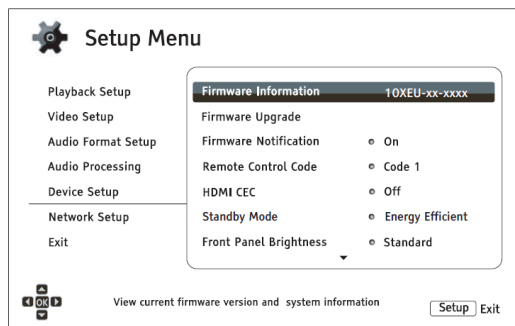 Setup Menu
Playback Setup
Video Setup
Audio Format Setup
Audio Processing
Device Setup
Network Setup
Exit
Firmware Information 10XEU-xx-xxxx
Firmware Upgrade
Firmware Notification On
Remote Control Code Code 1
HDMI CEC Off
Standby Mode Energy Efficient
Front Panel Brightness Standard
OK View current firmware version and system information Setup Exit